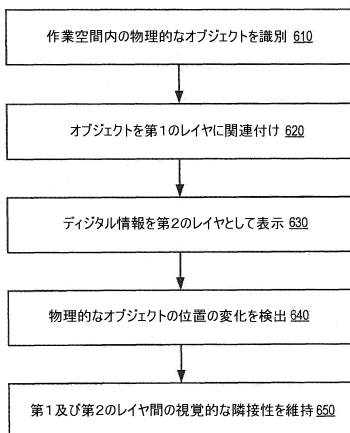 作業空間内の物理的なオブジェクトを識別 610
オブジェクトを第1のレイヤに関連付け 620
ディジタル情報を第2のレイヤとして表示 630
物理的なオブジェクトの位置の変化を検出 640
第1及び第2のレイヤ間の視覚的な隣接性を維持 650